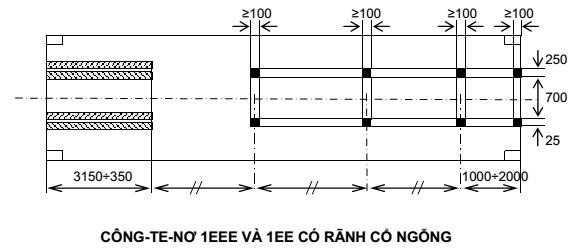 ≥100 ≥100 ≥100 ≥100
250
700
25
3150÷350
1000÷2000
CÔNG-TE-NƠ 1EEE VÀ 1EE CÓ RÃNH CỔ NGỖNG